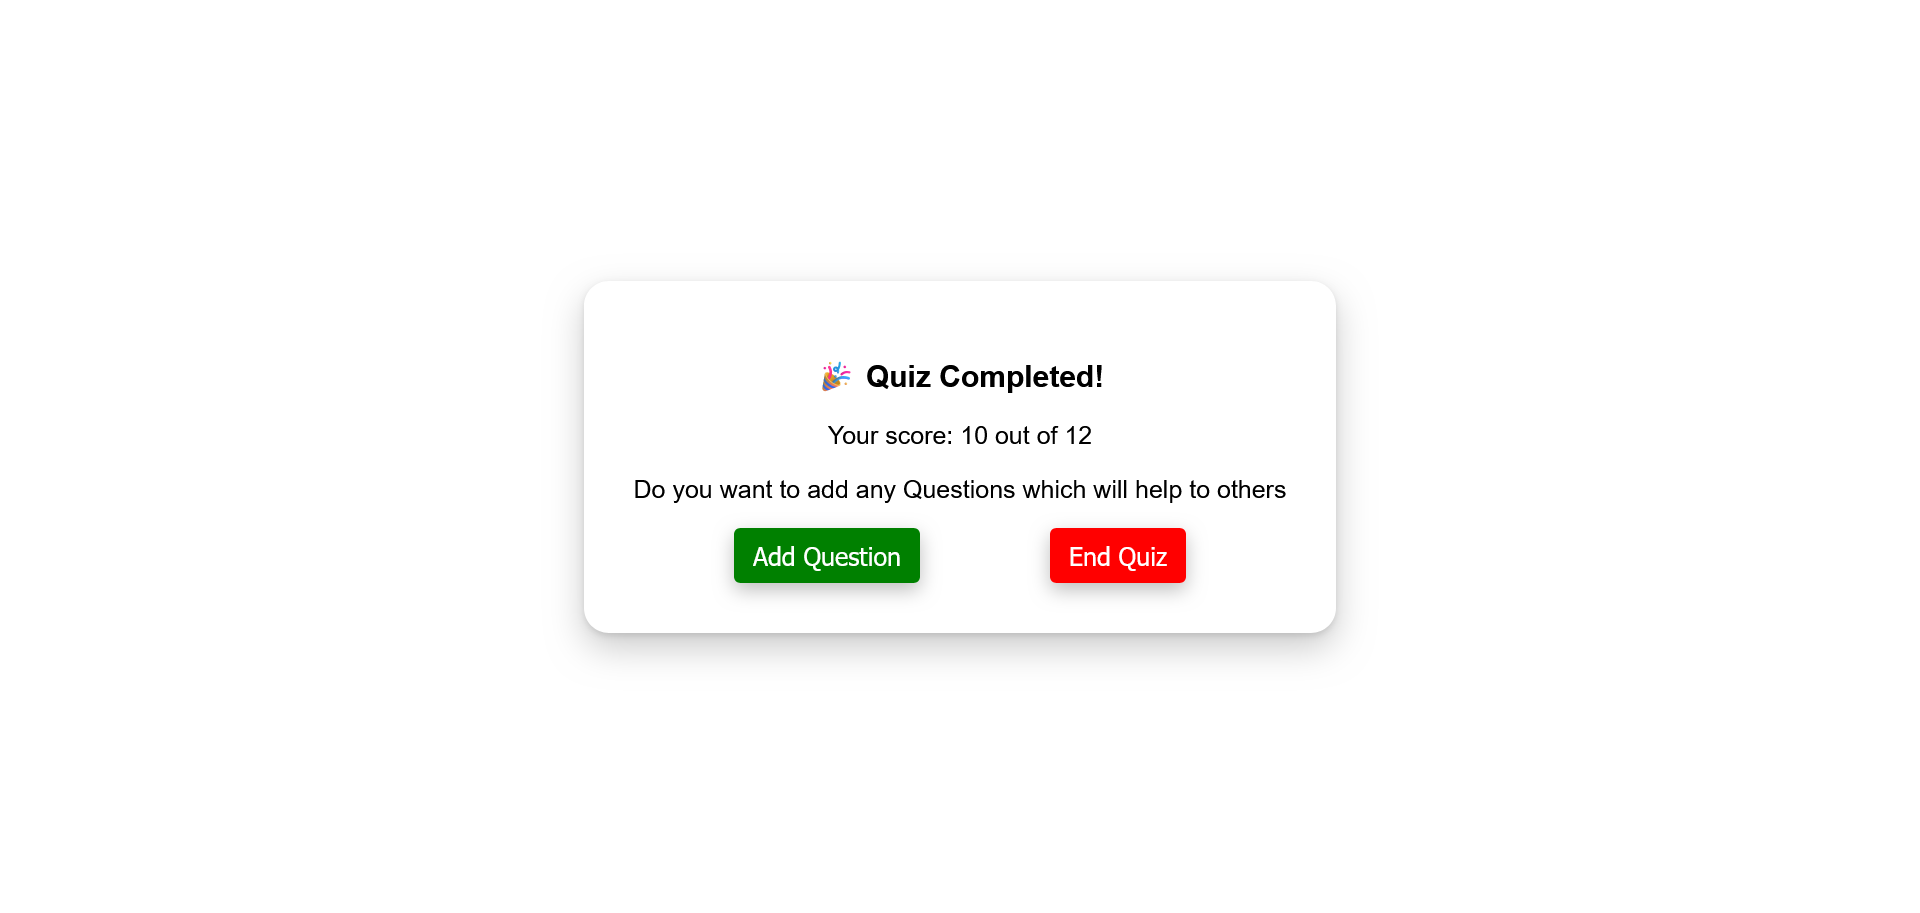 🎉 Quiz Completed!
Your score: 10 out of 12
Do you want to add any Questions which will help to others
Add Question
End Quiz